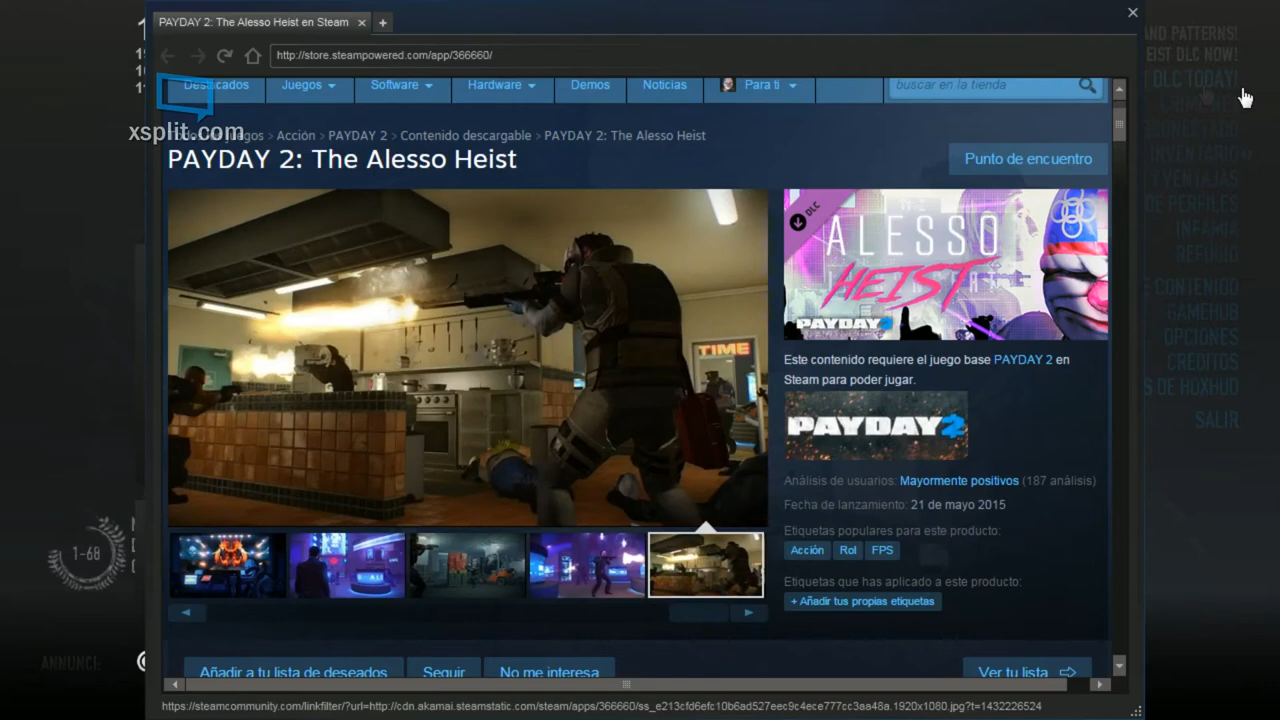 PAYDAY 2: The Alesso Heist en Steam
http://store.steampowered.com/app/366660/
Destacados Juegos Software Hardware Demos Noticias Para ti buscar en la tienda
xsplit.com
juegos > Acción > PAYDAY 2 > Contenido descargable > PAYDAY 2: The Alesso Heist
PAYDAY 2: The Alesso Heist
Punto de encuentro
TIME
DLC
ALESSO
HEIST
PAYDAY 2
Este contenido requiere el juego base PAYDAY 2 en
Steam para poder jugar.
PAYDAY 2
Análisis de usuarios: Mayormente positivos (187 análisis)
Fecha de lanzamiento: 21 de mayo 2015
Etiquetas populares para este producto:
Acción Rol FPS
Etiquetas que has aplicado a este producto:
+ Añadir tus propias etiquetas
Añadir a tu lista de deseados Seguir No me interesa Ver tu lista
https://steamcommunity.com/linkfilter/?url=http://cdn.akamai.steamstatic.com/steam/apps/366660/ss_e213cfd6efc10b6ad527eec9c4ece777cc3aa48a.1920x1080.jpg?t=1432226524
AND PATTERNS!
EIST DLC NOW!
DLC TODAY!
INVENTARIO
VENTAJAS
DE PERFILES
INFAMIA
REFUGIO
CONTENIDO
GAMEHUB
OPCIONES
CRÉDITOS
S DE HOXHUD
SALIR
1-68
ANNUNCI: